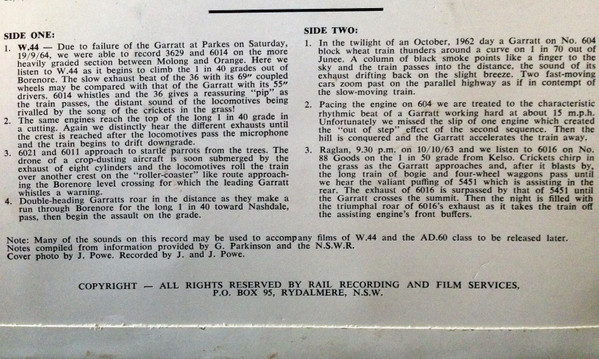 SIDE ONE:
1. W.44 — Due to failure of the Garratt at Parkes on Saturday,
19/9/64, we were able to record 3629 and 6014 on the more
heavily graded section between Molong and Orange. Here we
listen to W.44 as it begins to climb the 1 in 40 grades out of
Borenore. The slow exhaust beat of the 36 with its 69" coupled
wheels may be compared with that of the Garratt with its 55"
drivers. 6014 whistles and the 36 gives a reassuring "pip" as
the train passes, the distant sound of the locomotives being
rivalled by the song of the crickets in the grass!
2. The same engines reach the top of the long 1 in 40 grade in
a cutting. Again we distinctly hear the different exhausts until
the crest is reached after the locomotives pass the microphone
and the train begins to drift downgrade.
3. 6021 and 6011 approach to startle parrots from the trees. The
drone of a crop-dusting aircraft is soon submerged by the
exhaust of eight cylinders and the locomotives roll the train
over another crest on the "roller-coaster" like route approach-
ing the Borenore level crossing for which the leading Garratt
whistles a warning.
4. Double-heading Garratts roar in the distance as they make a
run through Borenore for the long 1 in 40 toward Nashdale,
pass, then begin the assault on the grade.
SIDE TWO:
1. In the twilight of an October, 1962 day a Garratt on No. 604
block wheat train thunders around a curve on 1 in 70 out of
Junee. A column of black smoke points like a finger to the
sky and the train passes into the distance, the sound of its
exhaust drifting back on the slight breeze. Two fast-moving
cars zoom past on the parallel highway as if in contempt of
the slow-moving train.
2. Pacing the engine on 604 we are treated to the characteristic
rhythmic beat of a Garratt working hard at about 15 m.p.h.
Unfortunately we missed the slip of one engine which created
the "out of step" effect of the second sequence. Then the
hill is conquered and the Garratt accelerates the train away.
3. Raglan, 9.30 p.m. on 10/10/63 and we listen to 6016 on No.
88 Goods on the 1 in 50 grade from Kelso. Crickets chirp in
the grass as the Garratt approaches and, after it blasts by,
the long train of bogie and four-wheel waggons pass until
we hear the valiant puffing of 5451 which is assisting in the
rear. The exhaust of 6016 is surpassed by that of 5451 until
the Garratt crosses the summit. Then the night is filled with
the triumphal roar of 6016's exhaust as it takes the train off
the assisting engine's front buffers.
Note: Many of the sounds on this record may be used to accompany films of W.44 and the AD.60 class to be released later.
Notes compiled from information provided by G. Parkinson and the N.S.W.R.
Cover photo by J. Powe. Recorded by J. and J. Powe.
COPYRIGHT — ALL RIGHTS RESERVED BY RAIL RECORDING AND FILM SERVICES,
P.O. BOX 95, RYDALMERE, N.S.W.